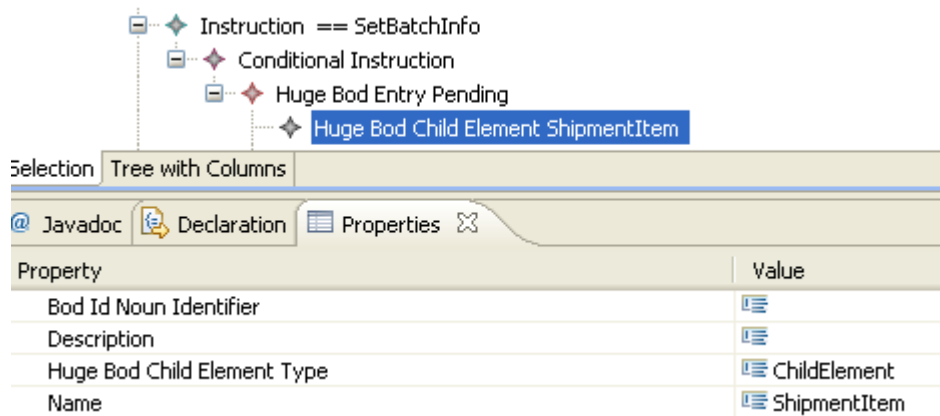 Instruction == SetBatchInfo
Conditional Instruction
Huge Bod Entry Pending
Huge Bod Child Element ShipmentItem
Selection Tree with Columns
@ Javadoc Declaration Properties
Property Value
Bod Id Noun Identifier
Description
Huge Bod Child Element Type ChildElement
Name ShipmentItem